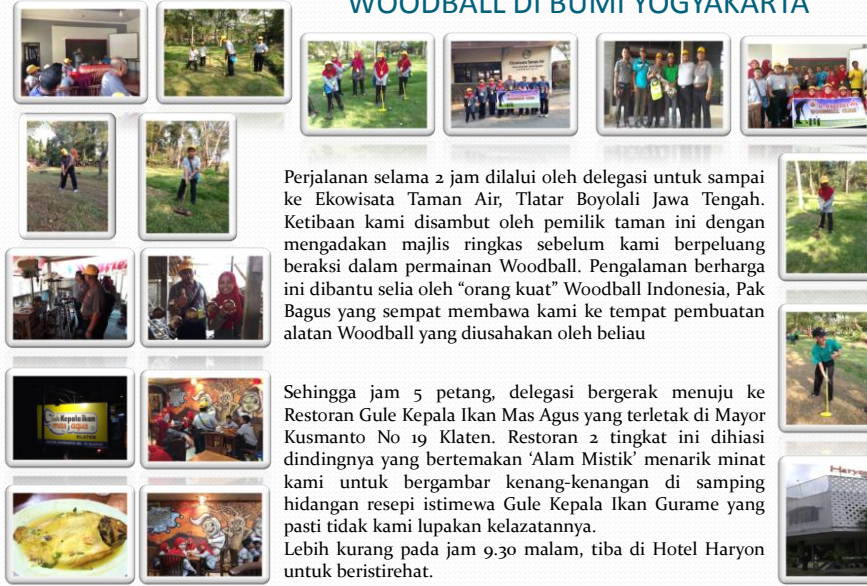 WOODBALL DI BUMI YOGYAKARTA
Perjalanan selama 2 jam dilalui oleh delegasi untuk sampai
ke Ekowisata Taman Air, Tlatar Boyolali Jawa Tengah.
Ketibaan kami disambut oleh pemilik taman ini dengan
mengadakan majlis ringkas sebelum kami berpeluang
beraksi dalam permainan Woodball. Pengalaman berharga
ini dibantu selia oleh “orang kuat” Woodball Indonesia, Pak
Bagus yang sempat membawa kami ke tempat pembuatan
alatan Woodball yang diusahakan oleh beliau
Sehingga jam 5 petang, delegasi bergerak menuju ke
Restoran Gule Kepala Ikan Mas Agus yang terletak di Mayor
Kusmanto No 19 Klaten. Restoran 2 tingkat ini dihiasi
dindingnya yang bertemakan ‘Alam Mistik’ menarik minat
kami untuk bergambar kenang-kenangan di samping
hidangan resepi istimewa Gule Kepala Ikan Gurame yang
pasti tidak kami lupakan kelazatannya.
Lebih kurang pada jam 9.30 malam, tiba di Hotel Haryon
untuk beristirehat.
Gule Kepala Ikan
mas agus
KLATEN